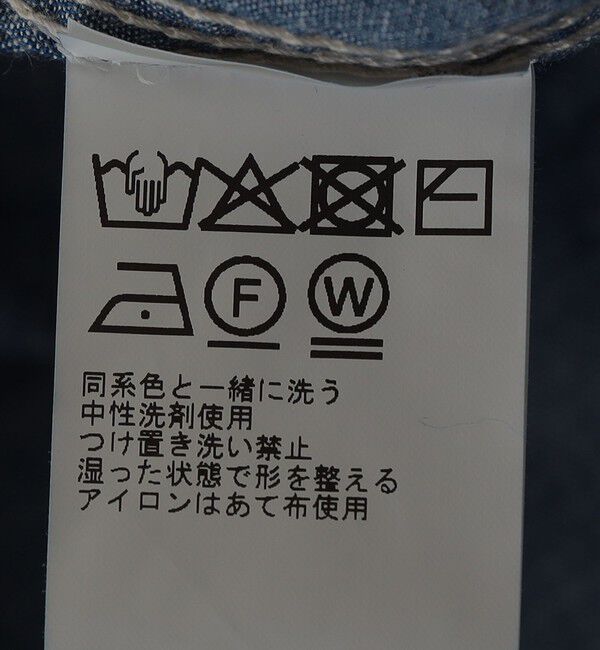 F W
同系色と一緒に洗う
中性洗剤使用
つけ置き洗い禁止
湿った状態で形を整える
アイロンはあて布使用